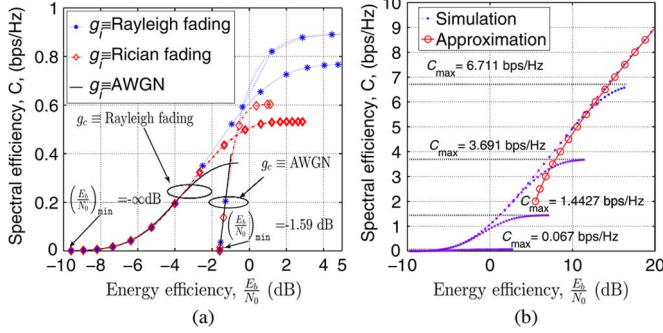 Spectral efficiency, C, (bps/Hz)
1
0.8
0.6
0.4
0.2
0
g_I≡Rayleigh fading
g_I≡Rician fading
g_I≡AWGN
g_c ≡ Rayleigh fading
g_c ≡ AWGN
(E_b/N_0)_min =-∞dB
(E_b/N_0)_min =-1.59 dB
-10 -8 -6 -4 -2 0 2 4 5
Energy efficiency, E_b/N_0 (dB)
(a)
Spectral efficiency, C (bps/Hz)
10
9
8
7
6
5
4
3
2
1
0
Simulation
Approximation
C_max = 6.711 bps/Hz
C_max = 3.691 bps/Hz
C_max = 1.4427 bps/Hz
C_max = 0.067 bps/Hz
-10 0 10 20
Energy efficiency, E_b/N_0 (dB)
(b)